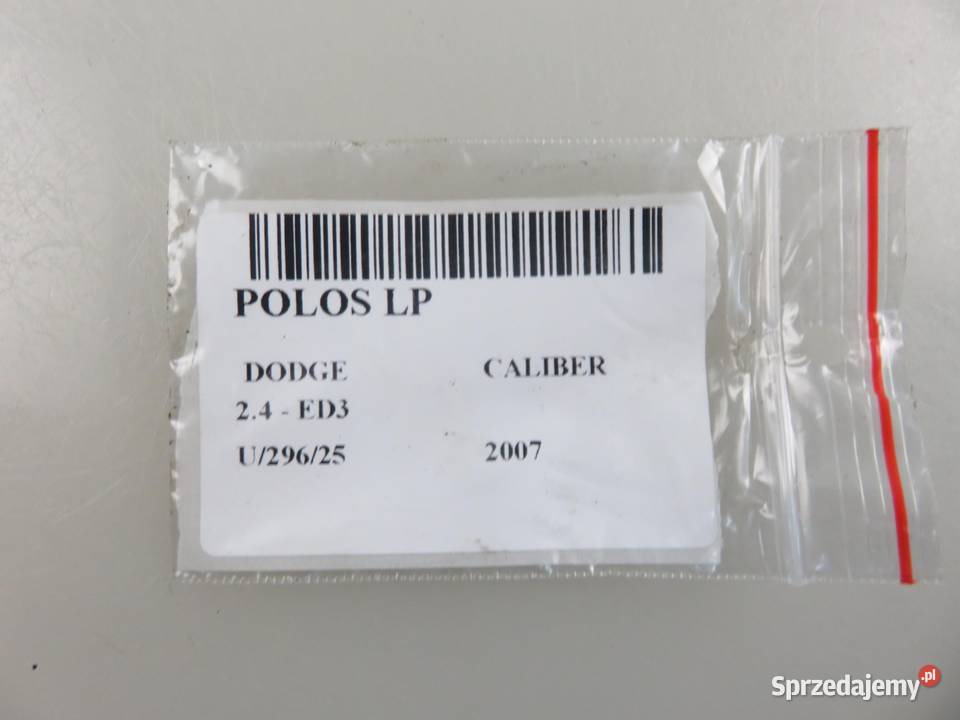 POLOS LP
DODGE CALIBER
2.4 - ED3
U/296/25 2007
Sprzedajemy.pl